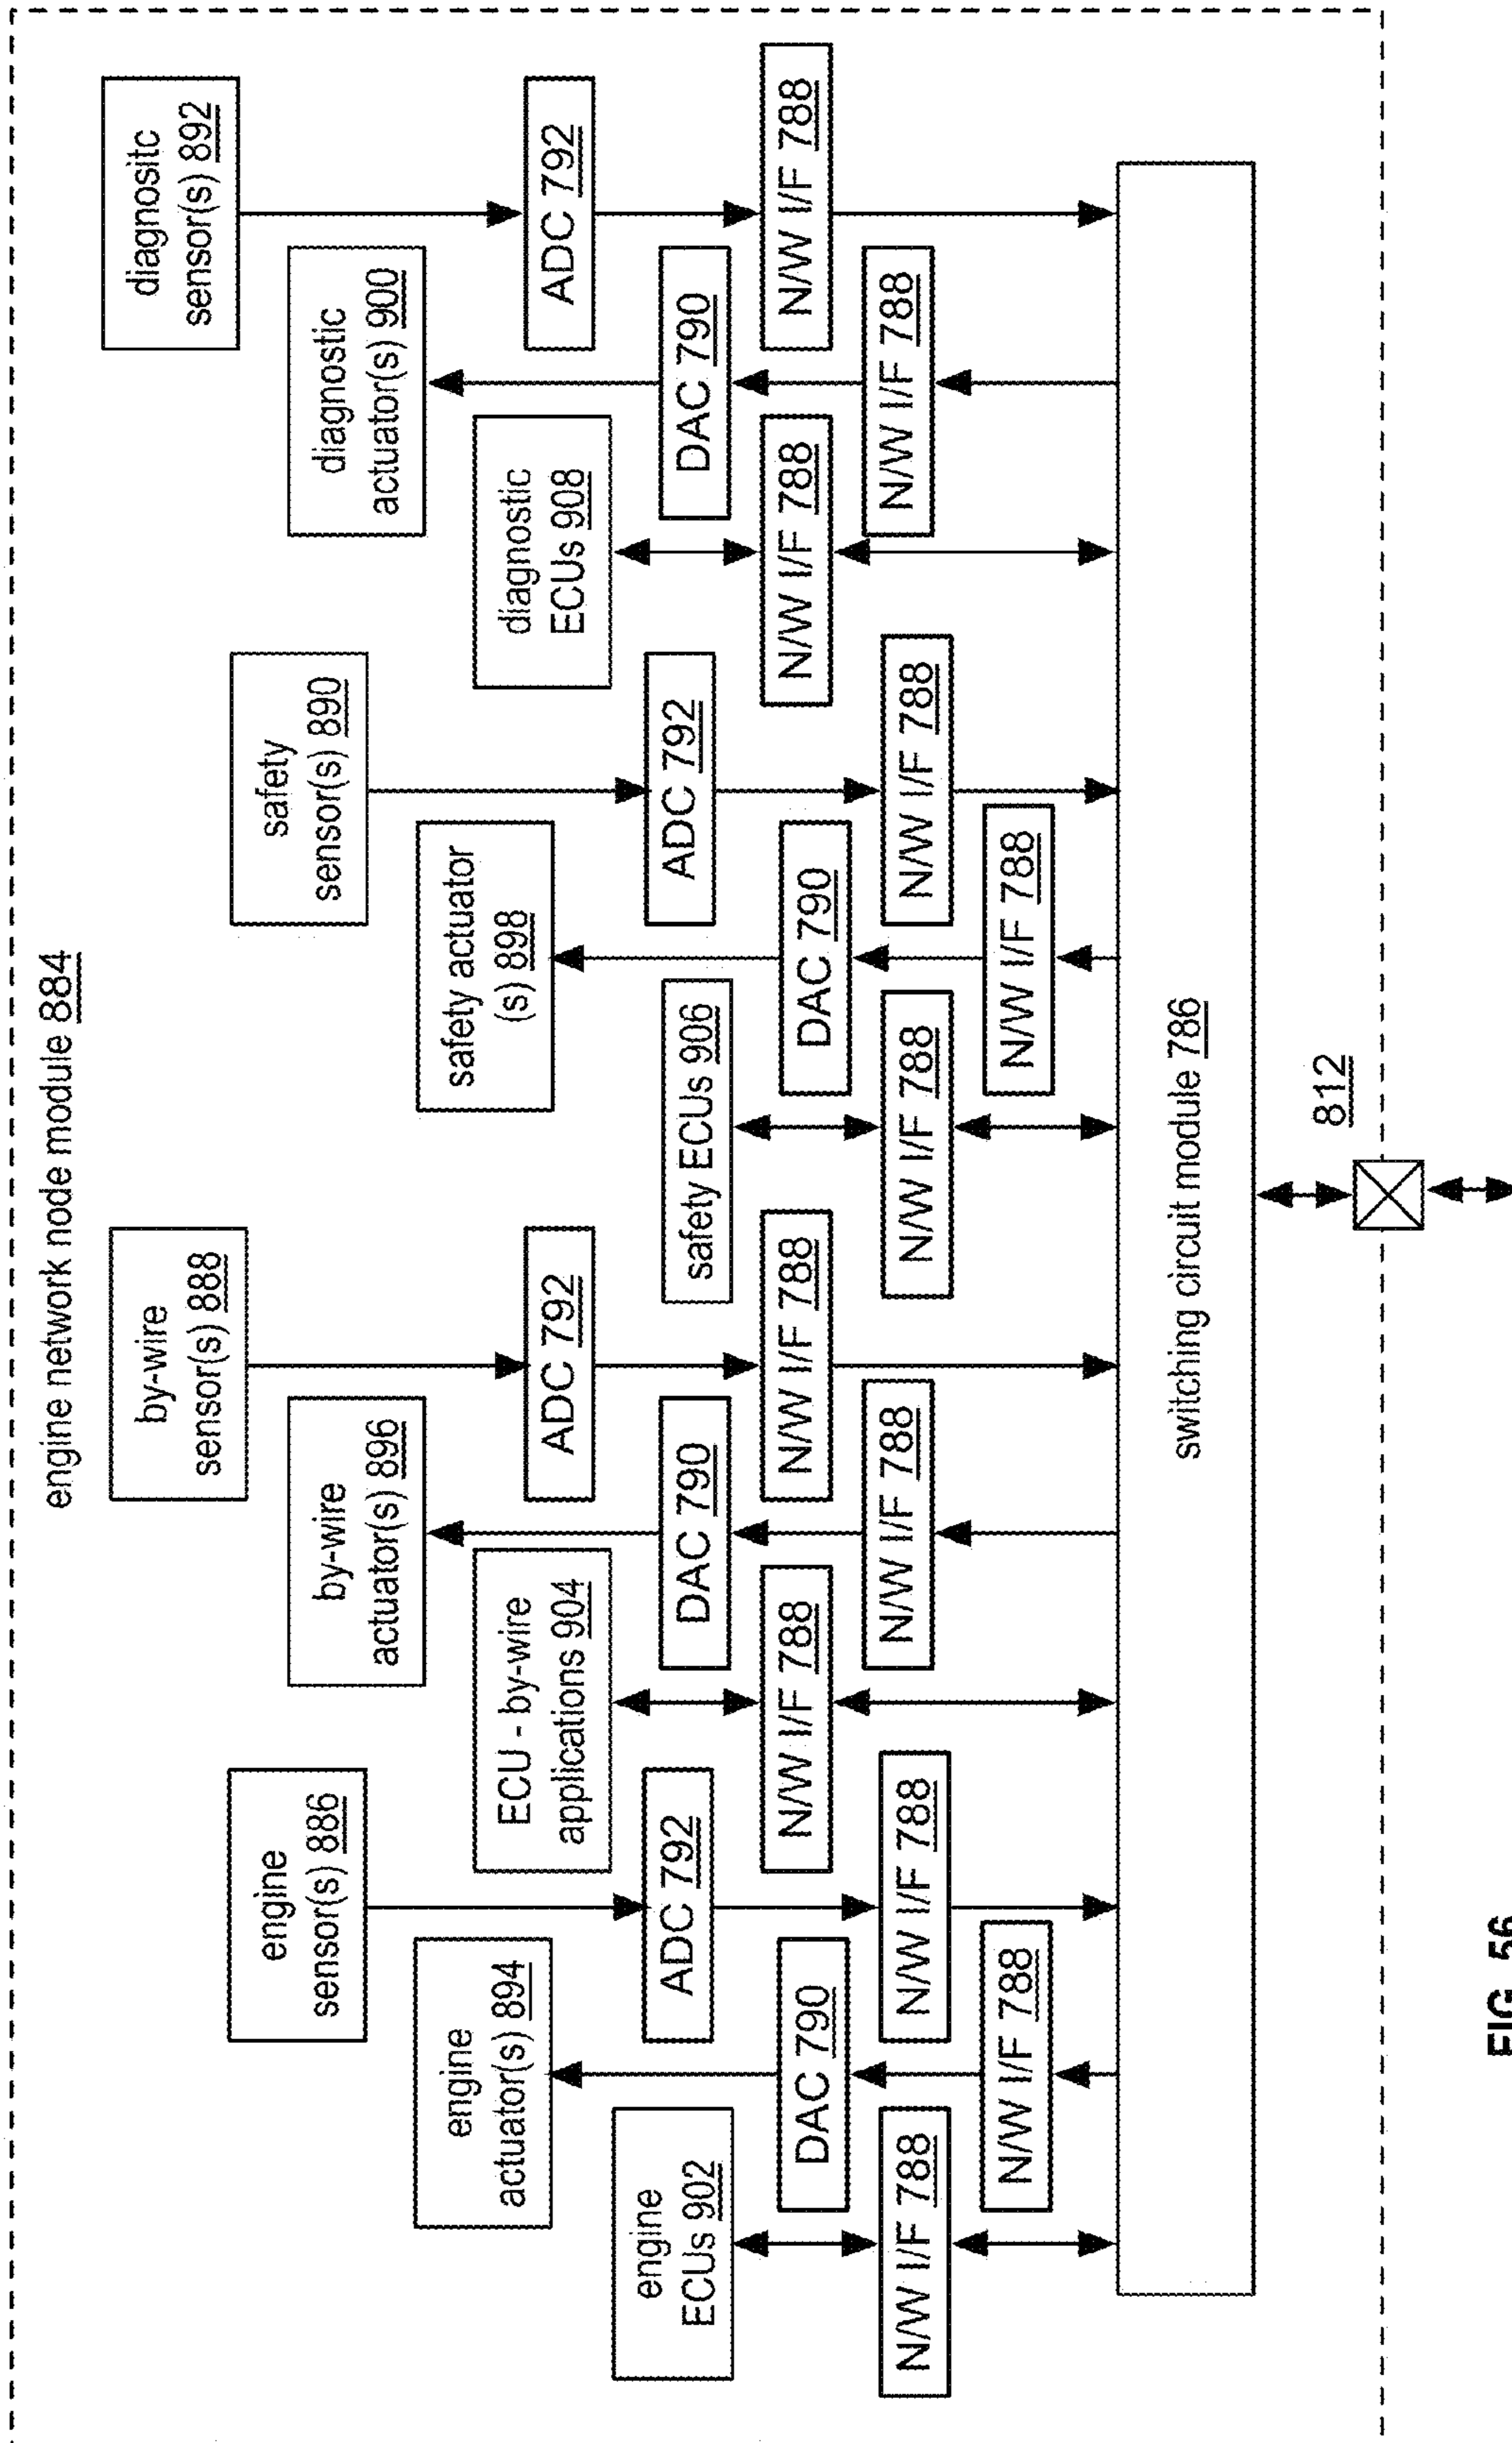 engine network node module 884
engine
ECUs 902
N/W I/F 788
engine
actuator(s) 894
DAC 790
N/W I/F 788
engine
sensor(s) 886
ADC 792
N/W I/F 788
ECU - by-wire
applications 904
N/W I/F 788
by-wire
actuator(s) 896
DAC 790
N/W I/F 788
by-wire
sensor(s) 888
ADC 792
N/W I/F 788
safety ECUs 906
N/W I/F 788
safety actuator
(s) 898
DAC 790
N/W I/F 788
safety
sensor(s) 890
ADC 792
N/W I/F 788
diagnostic
ECUs 908
N/W I/F 788
diagnostic
actuator(s) 900
DAC 790
N/W I/F 788
diagnositc
sensor(s) 892
ADC 792
N/W I/F 788
switching circuit module 786
812
FIG. 56